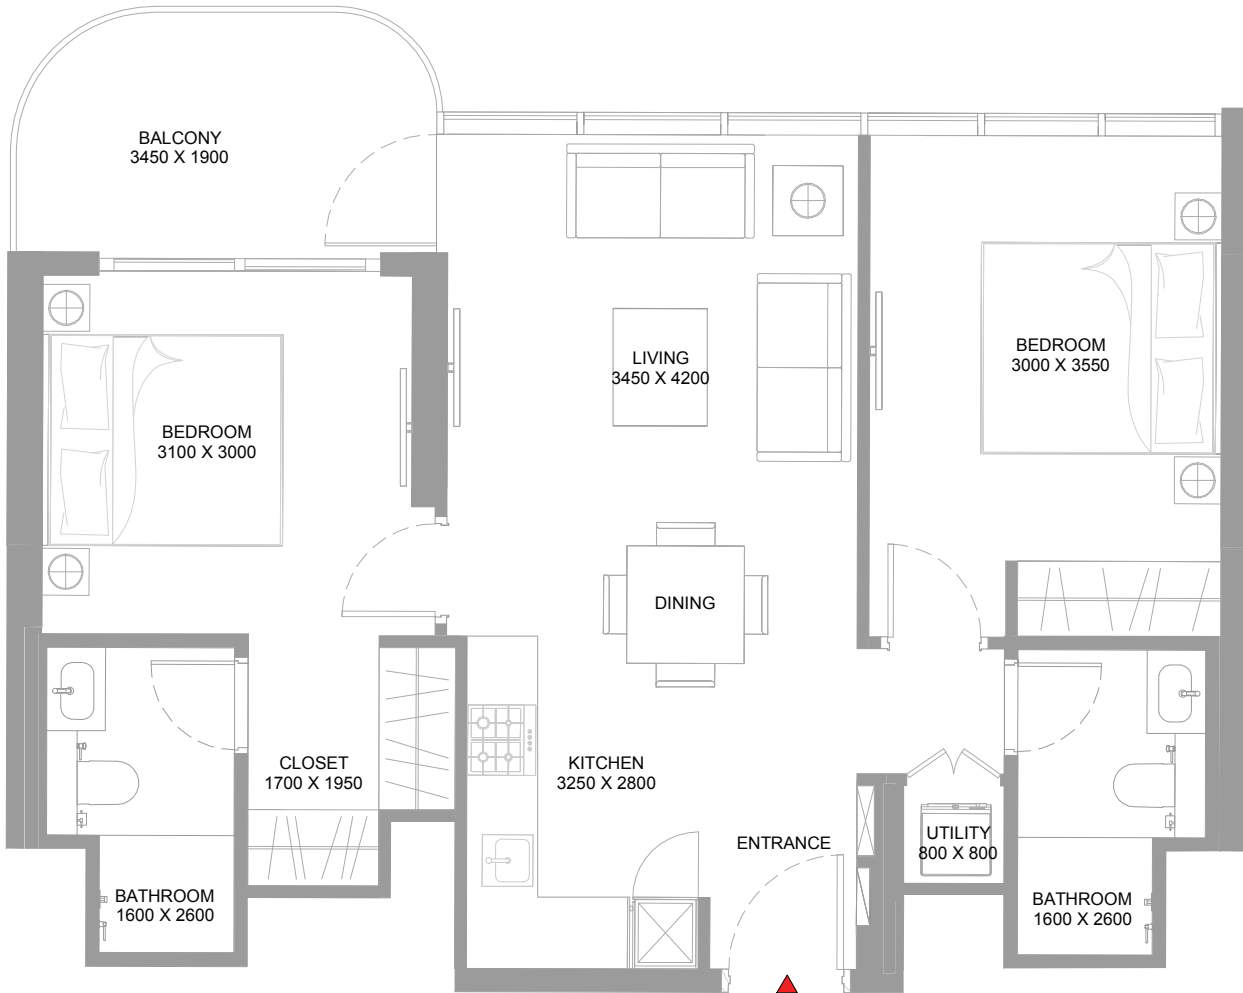 BALCONY
3450 X 1900
LIVING
3450 X 4200
BEDROOM
3000 X 3550
BEDROOM
3100 X 3000
DINING
CLOSET
1700 X 1950
KITCHEN
3250 X 2800
ENTRANCE
UTILITY
800 X 800
BATHROOM
1600 X 2600
BATHROOM
1600 X 2600